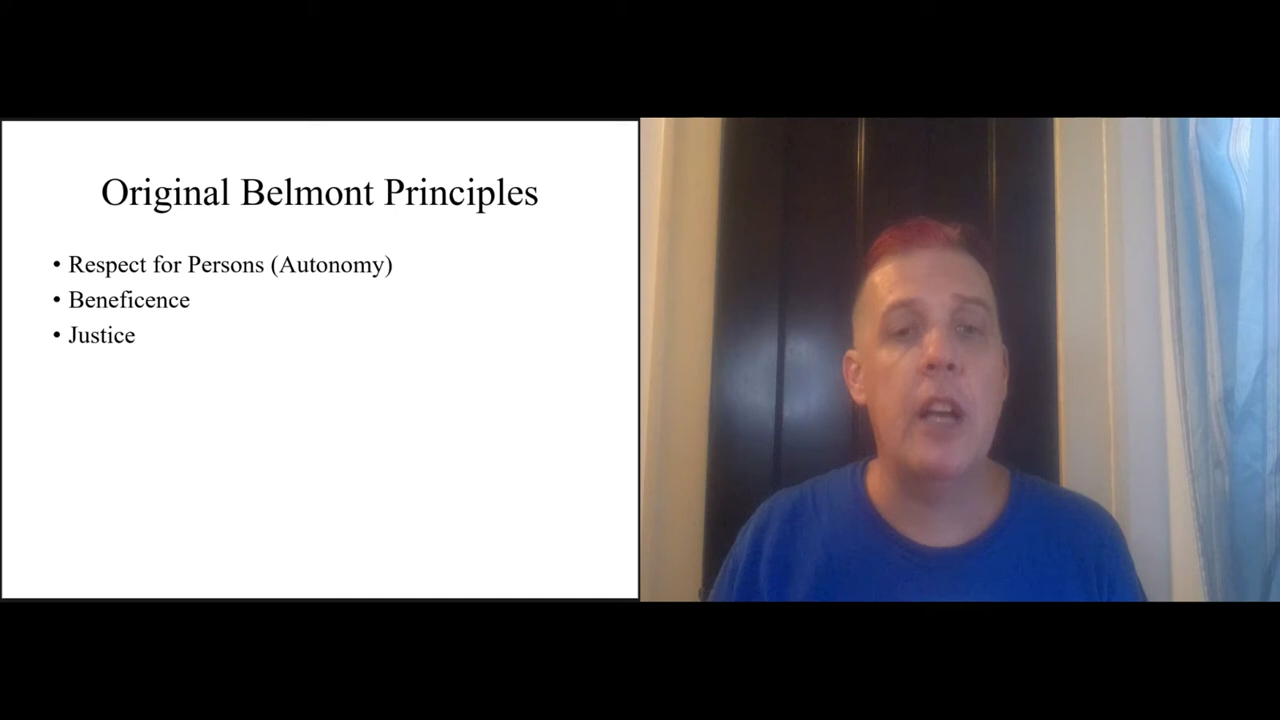 Original Belmont Principles
• Respect for Persons (Autonomy)
• Beneficence
• Justice